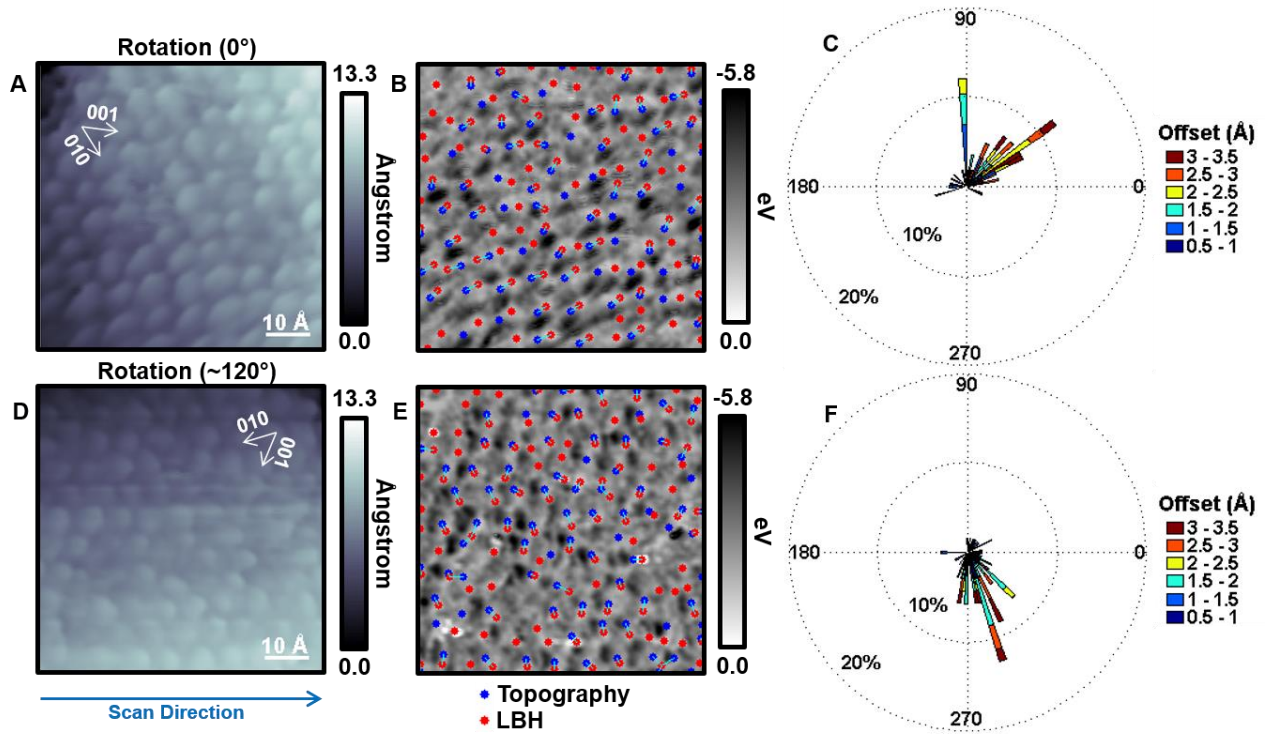 Rotation (0°)
A
001
010
10 Å
13.3
Ångstrom
0.0
B
-5.8
eV
0.0
C
90
180
0
10%
20%
270
Offset (Å)
3 - 3.5
2.5 - 3
2 - 2.5
1.5 - 2
1 - 1.5
0.5 - 1
Rotation (~120°)
D
010
001
10 Å
13.3
Ångstrom
0.0
E
-5.8
eV
0.0
F
90
180
0
10%
20%
270
Offset (Å)
3 - 3.5
2.5 - 3
2 - 2.5
1.5 - 2
1 - 1.5
0.5 - 1
Scan Direction
Topography
LBH